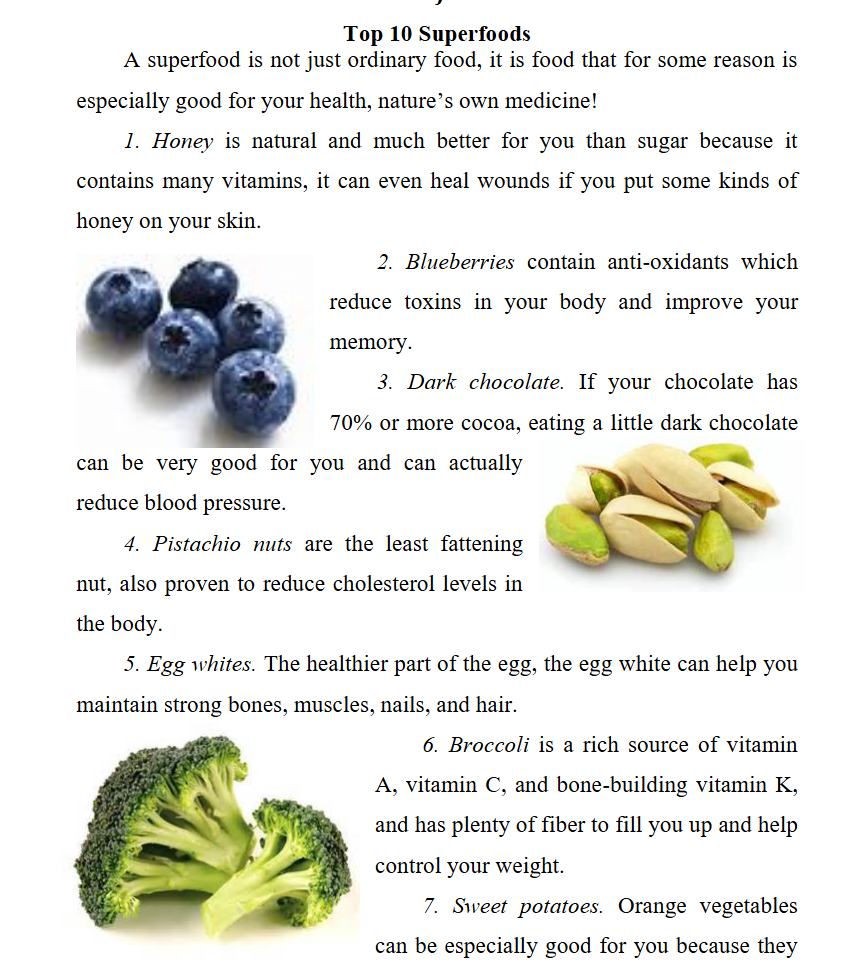 Top 10 Superfoods
A superfood is not just ordinary food, it is food that for some reason is
especially good for your health, nature’s own medicine!
1. Honey is natural and much better for you than sugar because it
contains many vitamins, it can even heal wounds if you put some kinds of
honey on your skin.
2. Blueberries contain anti-oxidants which
reduce toxins in your body and improve your
memory.
3. Dark chocolate. If your chocolate has
70% or more cocoa, eating a little dark chocolate
can be very good for you and can actually
reduce blood pressure.
4. Pistachio nuts are the least fattening
nut, also proven to reduce cholesterol levels in
the body.
5. Egg whites. The healthier part of the egg, the egg white can help you
maintain strong bones, muscles, nails, and hair.
6. Broccoli is a rich source of vitamin
A, vitamin C, and bone-building vitamin K,
and has plenty of fiber to fill you up and help
control your weight.
7. Sweet potatoes. Orange vegetables
can be especially good for you because they